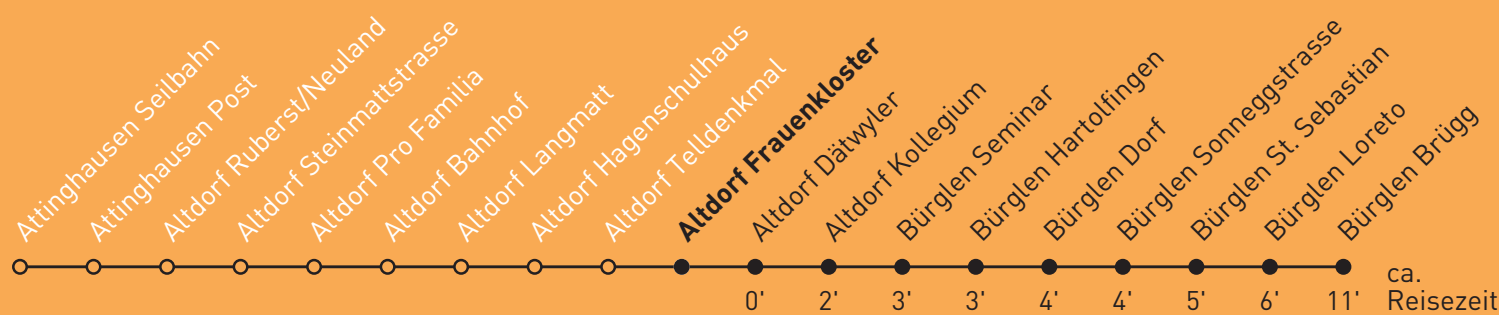 Attinghausen Seilbahn
Attinghausen Post
Altdorf Ruberst/Neuland
Altdorf Steinmattstrasse
Altdorf Pro Familia
Altdorf Bahnhof
Altdorf Langmatt
Altdorf Hagenschulhaus
Altdorf Telldenkmal
Altdorf Frauenkloster
Altdorf Dätwyler
Altdorf Kollegium
Bürglen Seminar
Bürglen Hartolfingen
Bürglen Dorf
Bürglen Sonneggstrasse
Bürglen St. Sebastian
Bürglen Loreto
Bürglen Brügg
0' 2' 3' 3' 4' 4' 5' 6' 11'
ca.
Reisezeit